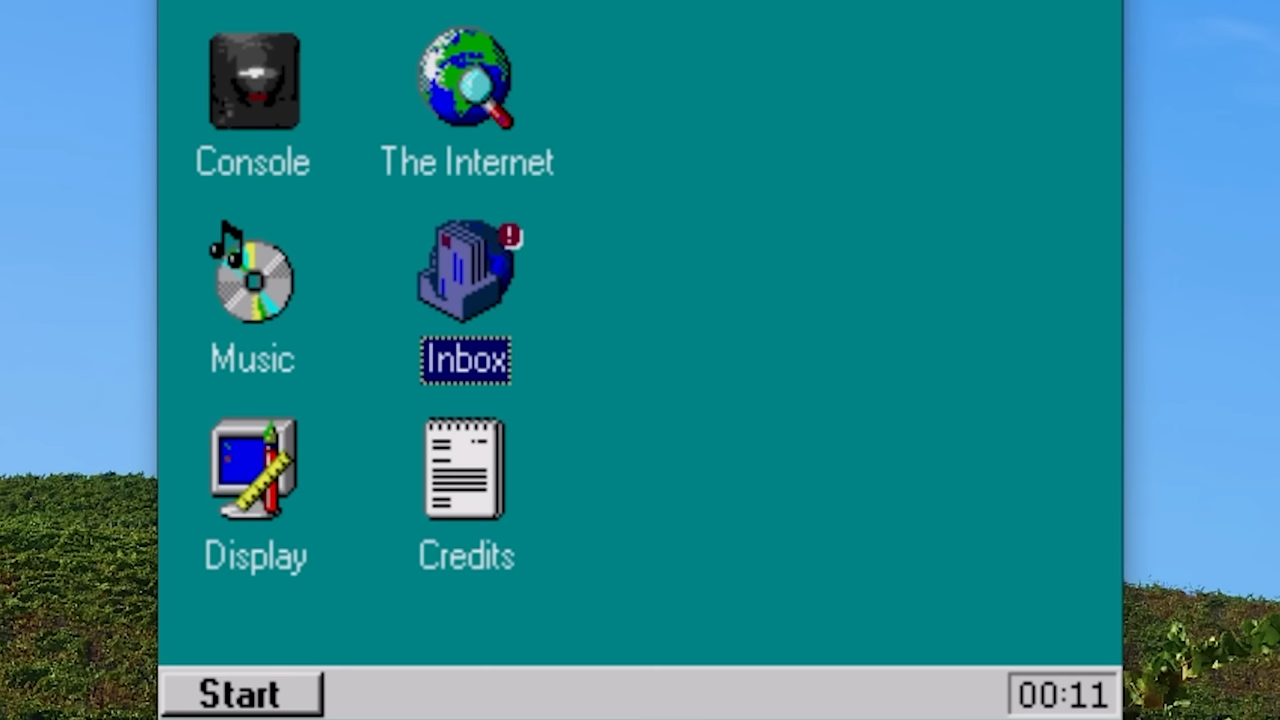 Console
The Internet
Music
Inbox
Display
Credits
Start
00:11